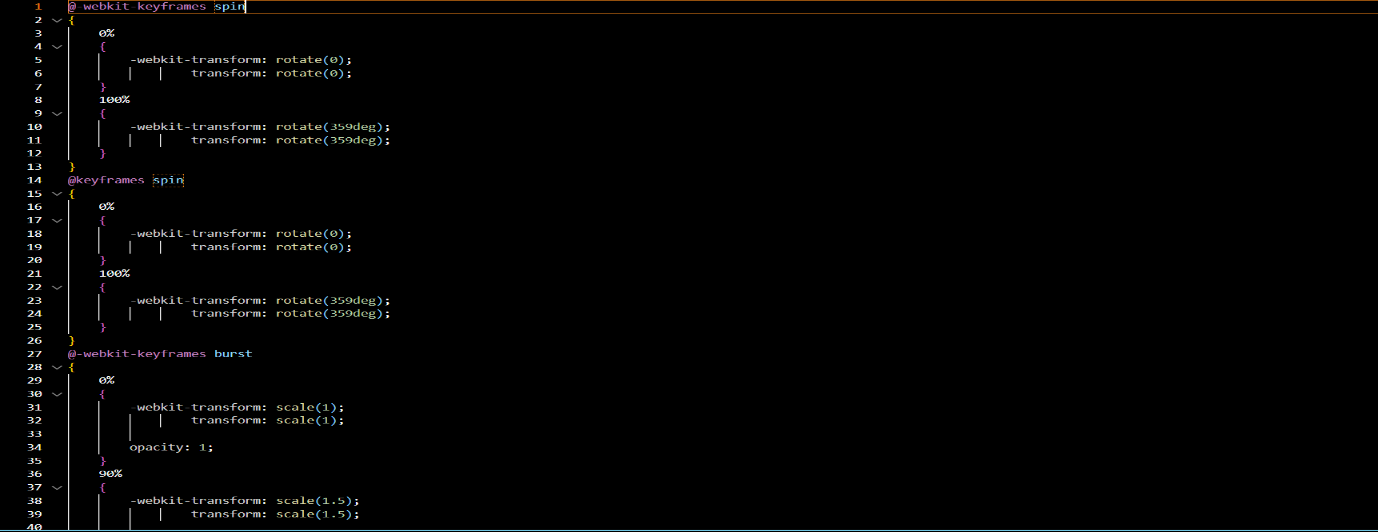 1 @-webkit-keyframes spin
2 {
3 0%
4 {
5 -webkit-transform: rotate(0);
6 transform: rotate(0);
7 }
8 100%
9 {
10 -webkit-transform: rotate(359deg);
11 transform: rotate(359deg);
12 }
13 }
14 @keyframes spin
15 {
16 0%
17 {
18 -webkit-transform: rotate(0);
19 transform: rotate(0);
20 }
21 100%
22 {
23 -webkit-transform: rotate(359deg);
24 transform: rotate(359deg);
25 }
26 }
27 @-webkit-keyframes burst
28 {
29 0%
30 {
31 -webkit-transform: scale(1);
32 transform: scale(1);
33
34 opacity: 1;
35 }
36 90%
37 {
38 -webkit-transform: scale(1.5);
39 transform: scale(1.5);
40